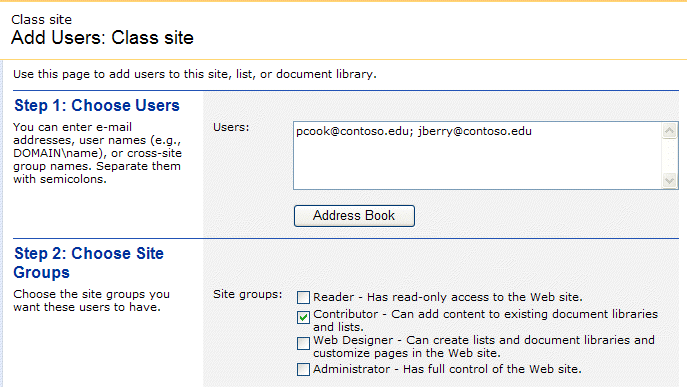 Class site
Add Users: Class site
Use this page to add users to this site, list, or document library.
Step 1: Choose Users
You can enter e-mail
addresses, user names (e.g.,
DOMAIN\name), or cross-site
group names. Separate them
with semicolons.
Users:
pcook@contoso.edu; jberry@contoso.edu
Address Book
Step 2: Choose Site
Groups
Choose the site groups you
want these users to have.
Site groups:
Reader - Has read-only access to the Web site.
Contributor - Can add content to existing document libraries
and lists.
Web Designer - Can create lists and document libraries and
customize pages in the Web site.
Administrator - Has full control of the Web site.